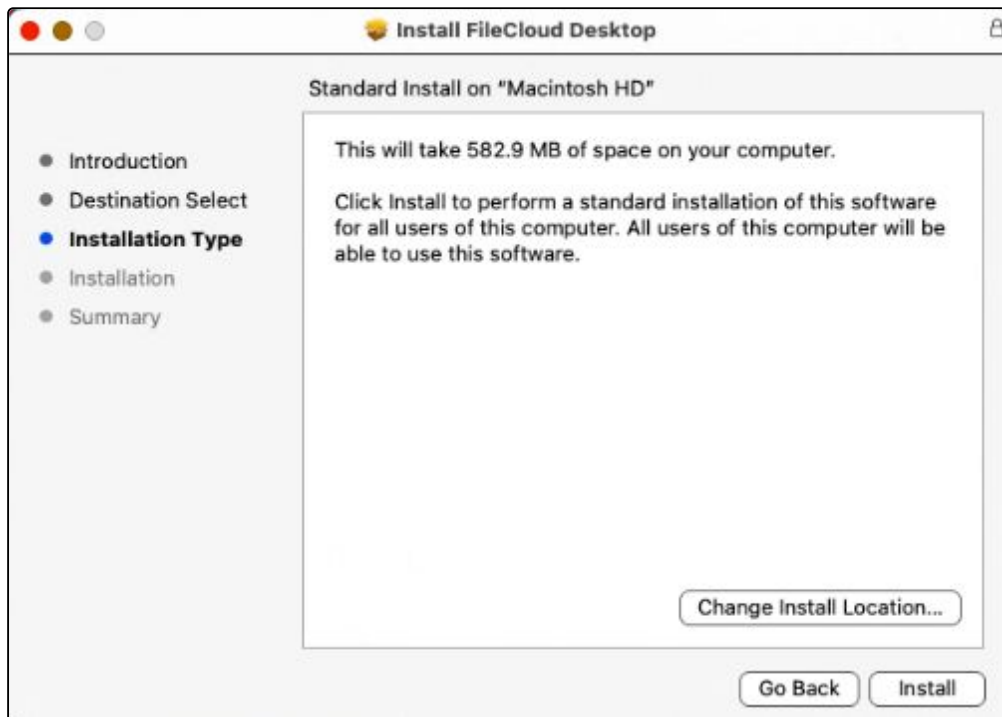 Install FileCloud Desktop
Standard Install on “Macintosh HD”
Introduction
Destination Select
Installation Type
Installation
Summary
This will take 582.9 MB of space on your computer.
Click Install to perform a standard installation of this software
for all users of this computer. All users of this computer will be
able to use this software.
Change Install Location...
Go Back
Install